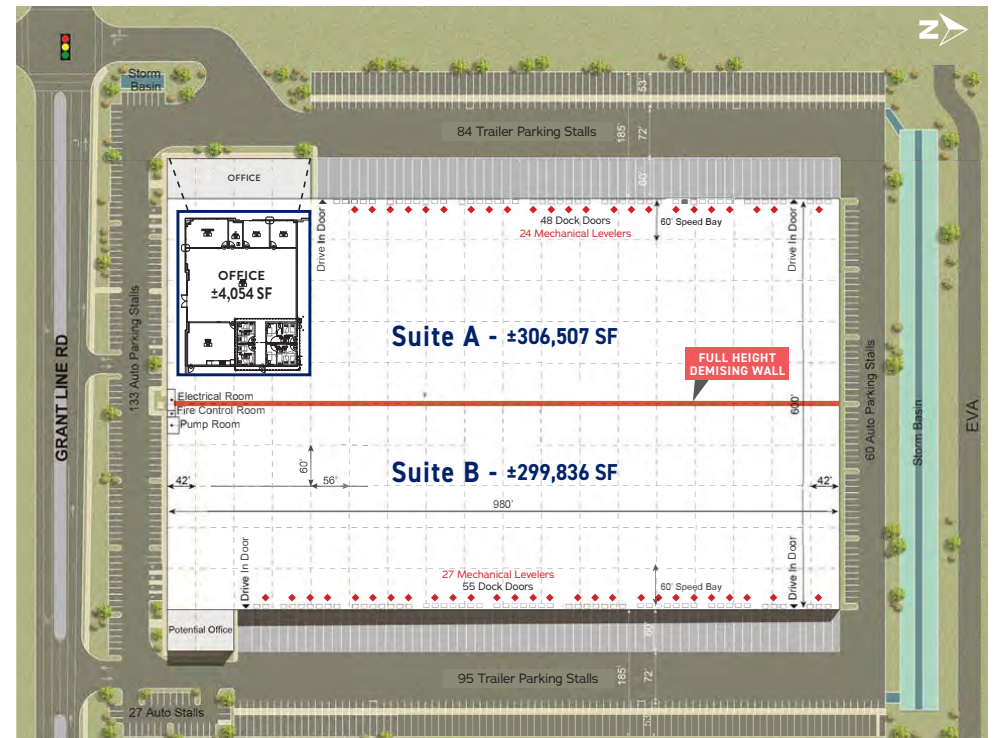 N
Storm
Basin
53'
84 Trailer Parking Stalls
185'
72'
60'
OFFICE
Drive In Door
48 Dock Doors
24 Mechanical Levelers
60' Speed Bay
Drive In Door
OFFICE
±4,054 SF
Suite A - ±306,507 SF
FULL HEIGHT
DEMISING WALL
GRANT LINE RD
133 Auto Parking Stalls
Electrical Room
Fire Control Room
Pump Room
600'
60 Auto Parking Stalls
Storm Basin
EVA
60'
56'
42'
Suite B - ±299,836 SF
42'
980'
Drive In Door
27 Mechanical Levelers
55 Dock Doors
60' Speed Bay
Drive In Door
Potential Office
60'
95 Trailer Parking Stalls
185'
72'
53'
27 Auto Stalls